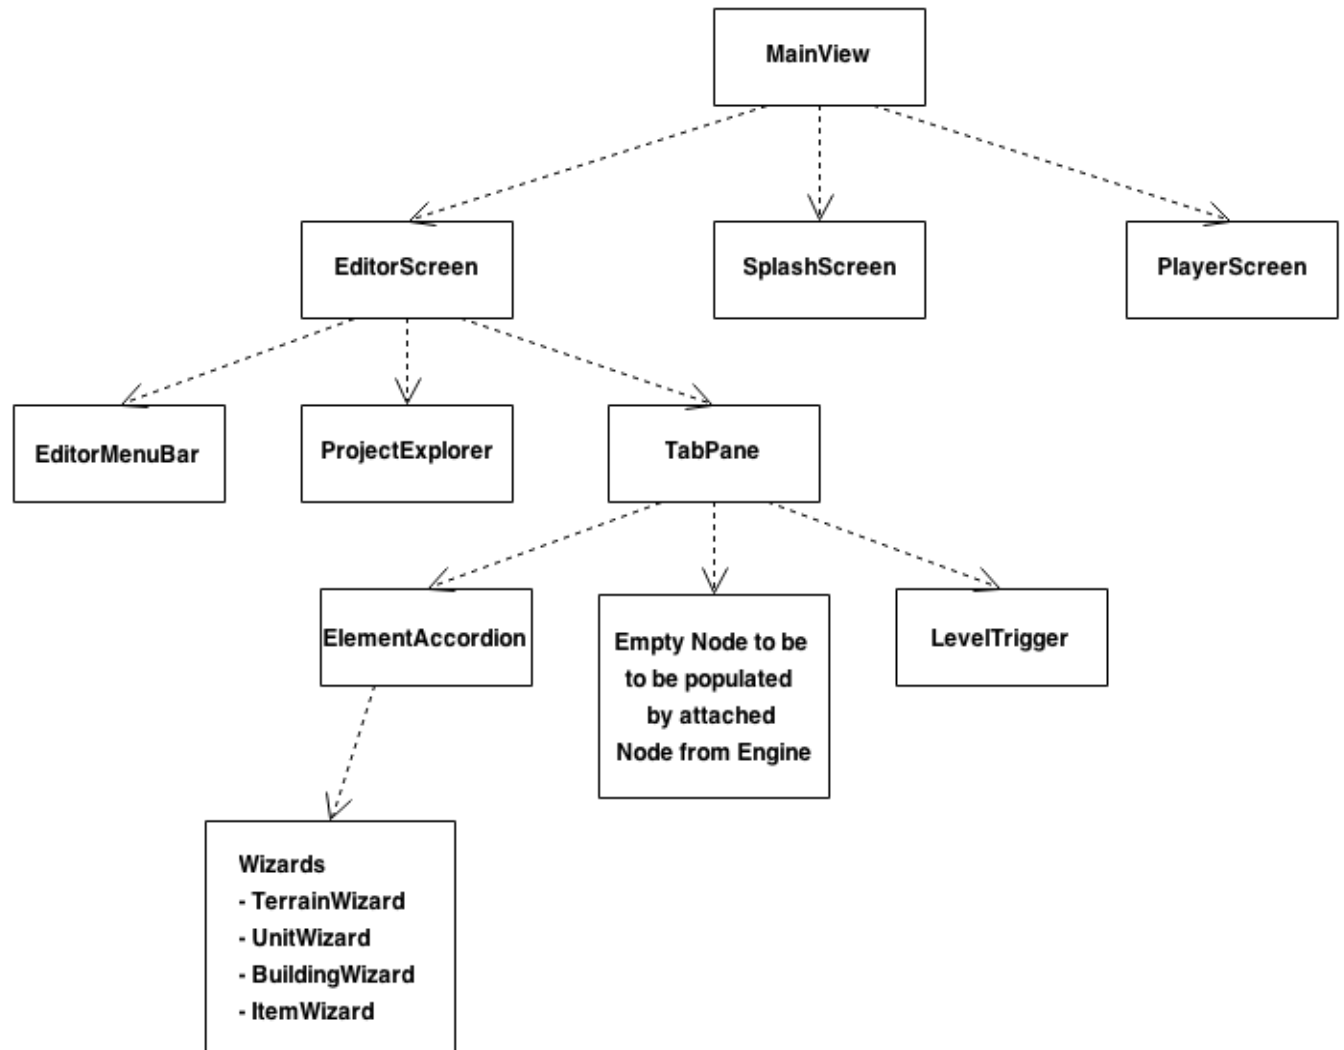 MainView
EditorScreen
SplashScreen
PlayerScreen
EditorMenuBar
ProjectExplorer
TabPane
ElementAccordion
Empty Node to be
to be populated
by attached
Node from Engine
LevelTrigger
Wizards
- TerrainWizard
- UnitWizard
- BuildingWizard
- ItemWizard